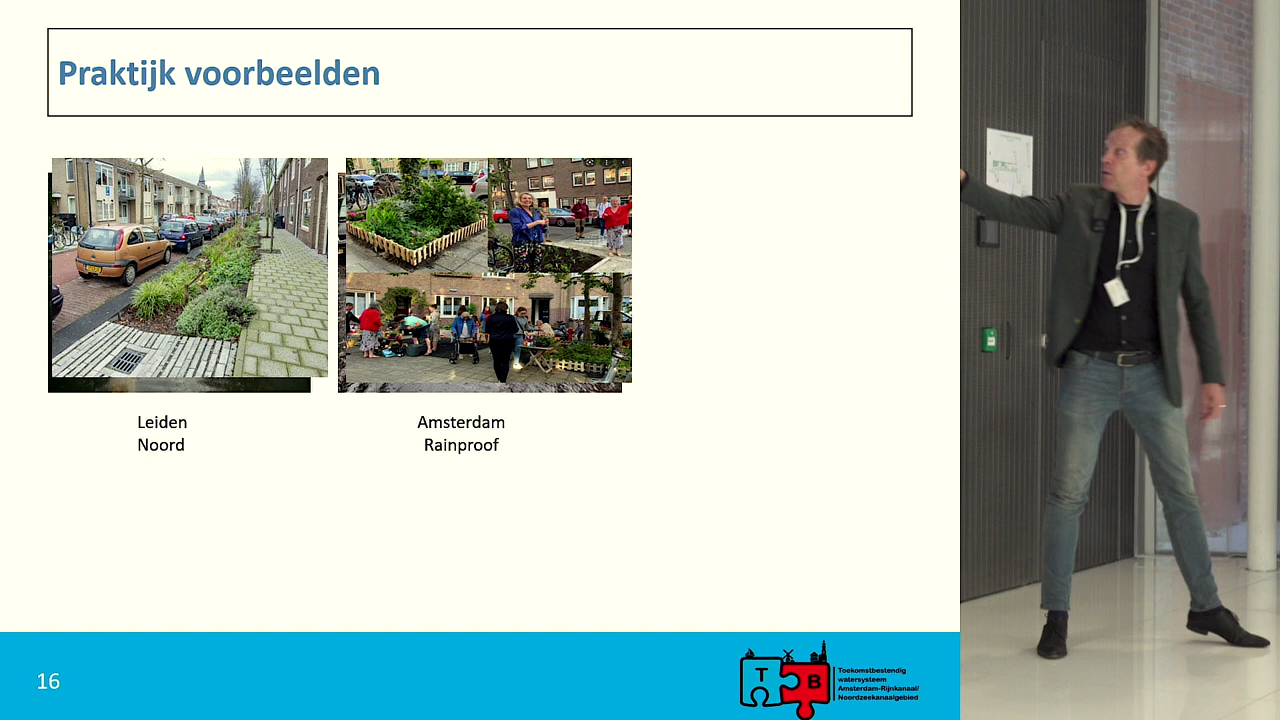 Praktijk voorbeelden
Leiden
Noord
Amsterdam
Rainproof
16
T
B
Toekomstbestendig
watersysteem
Amsterdam-Rijnkanaal/
Noordzeekanaalgebied